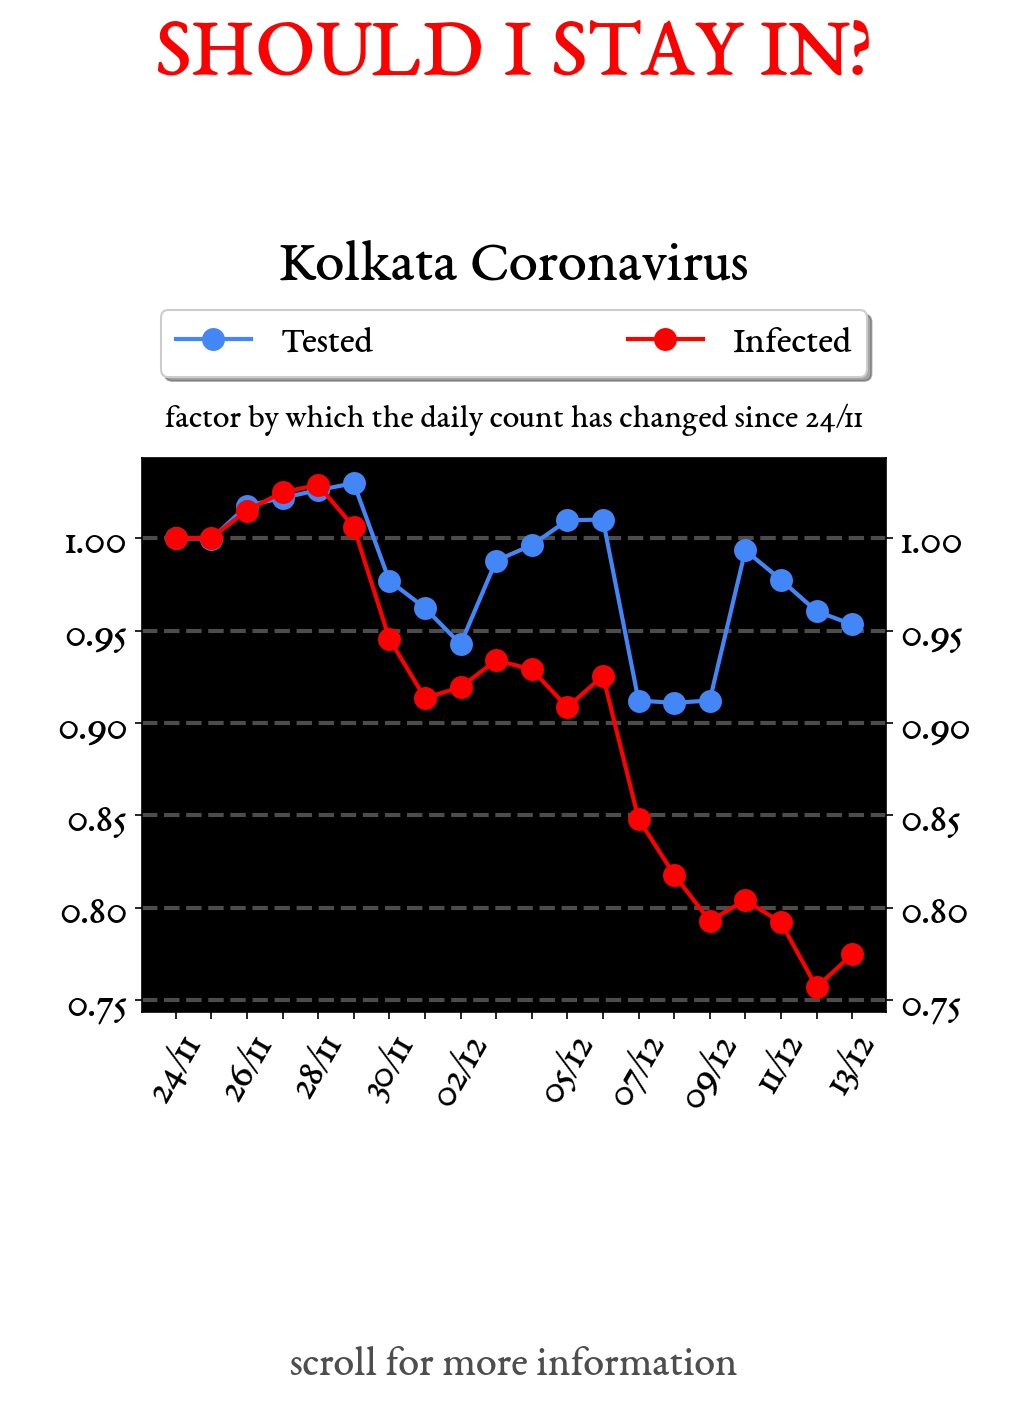 SHOULD I STAY IN?
Kolkata Coronavirus
Tested Infected
factor by which the daily count has changed since 24/11
1.00 1.00
0.95 0.95
0.90 0.90
0.85 0.85
0.80 0.80
0.75 0.75
24/11 26/11 28/11 30/11 02/12 05/12 07/12 09/12 11/12 13/12
scroll for more information